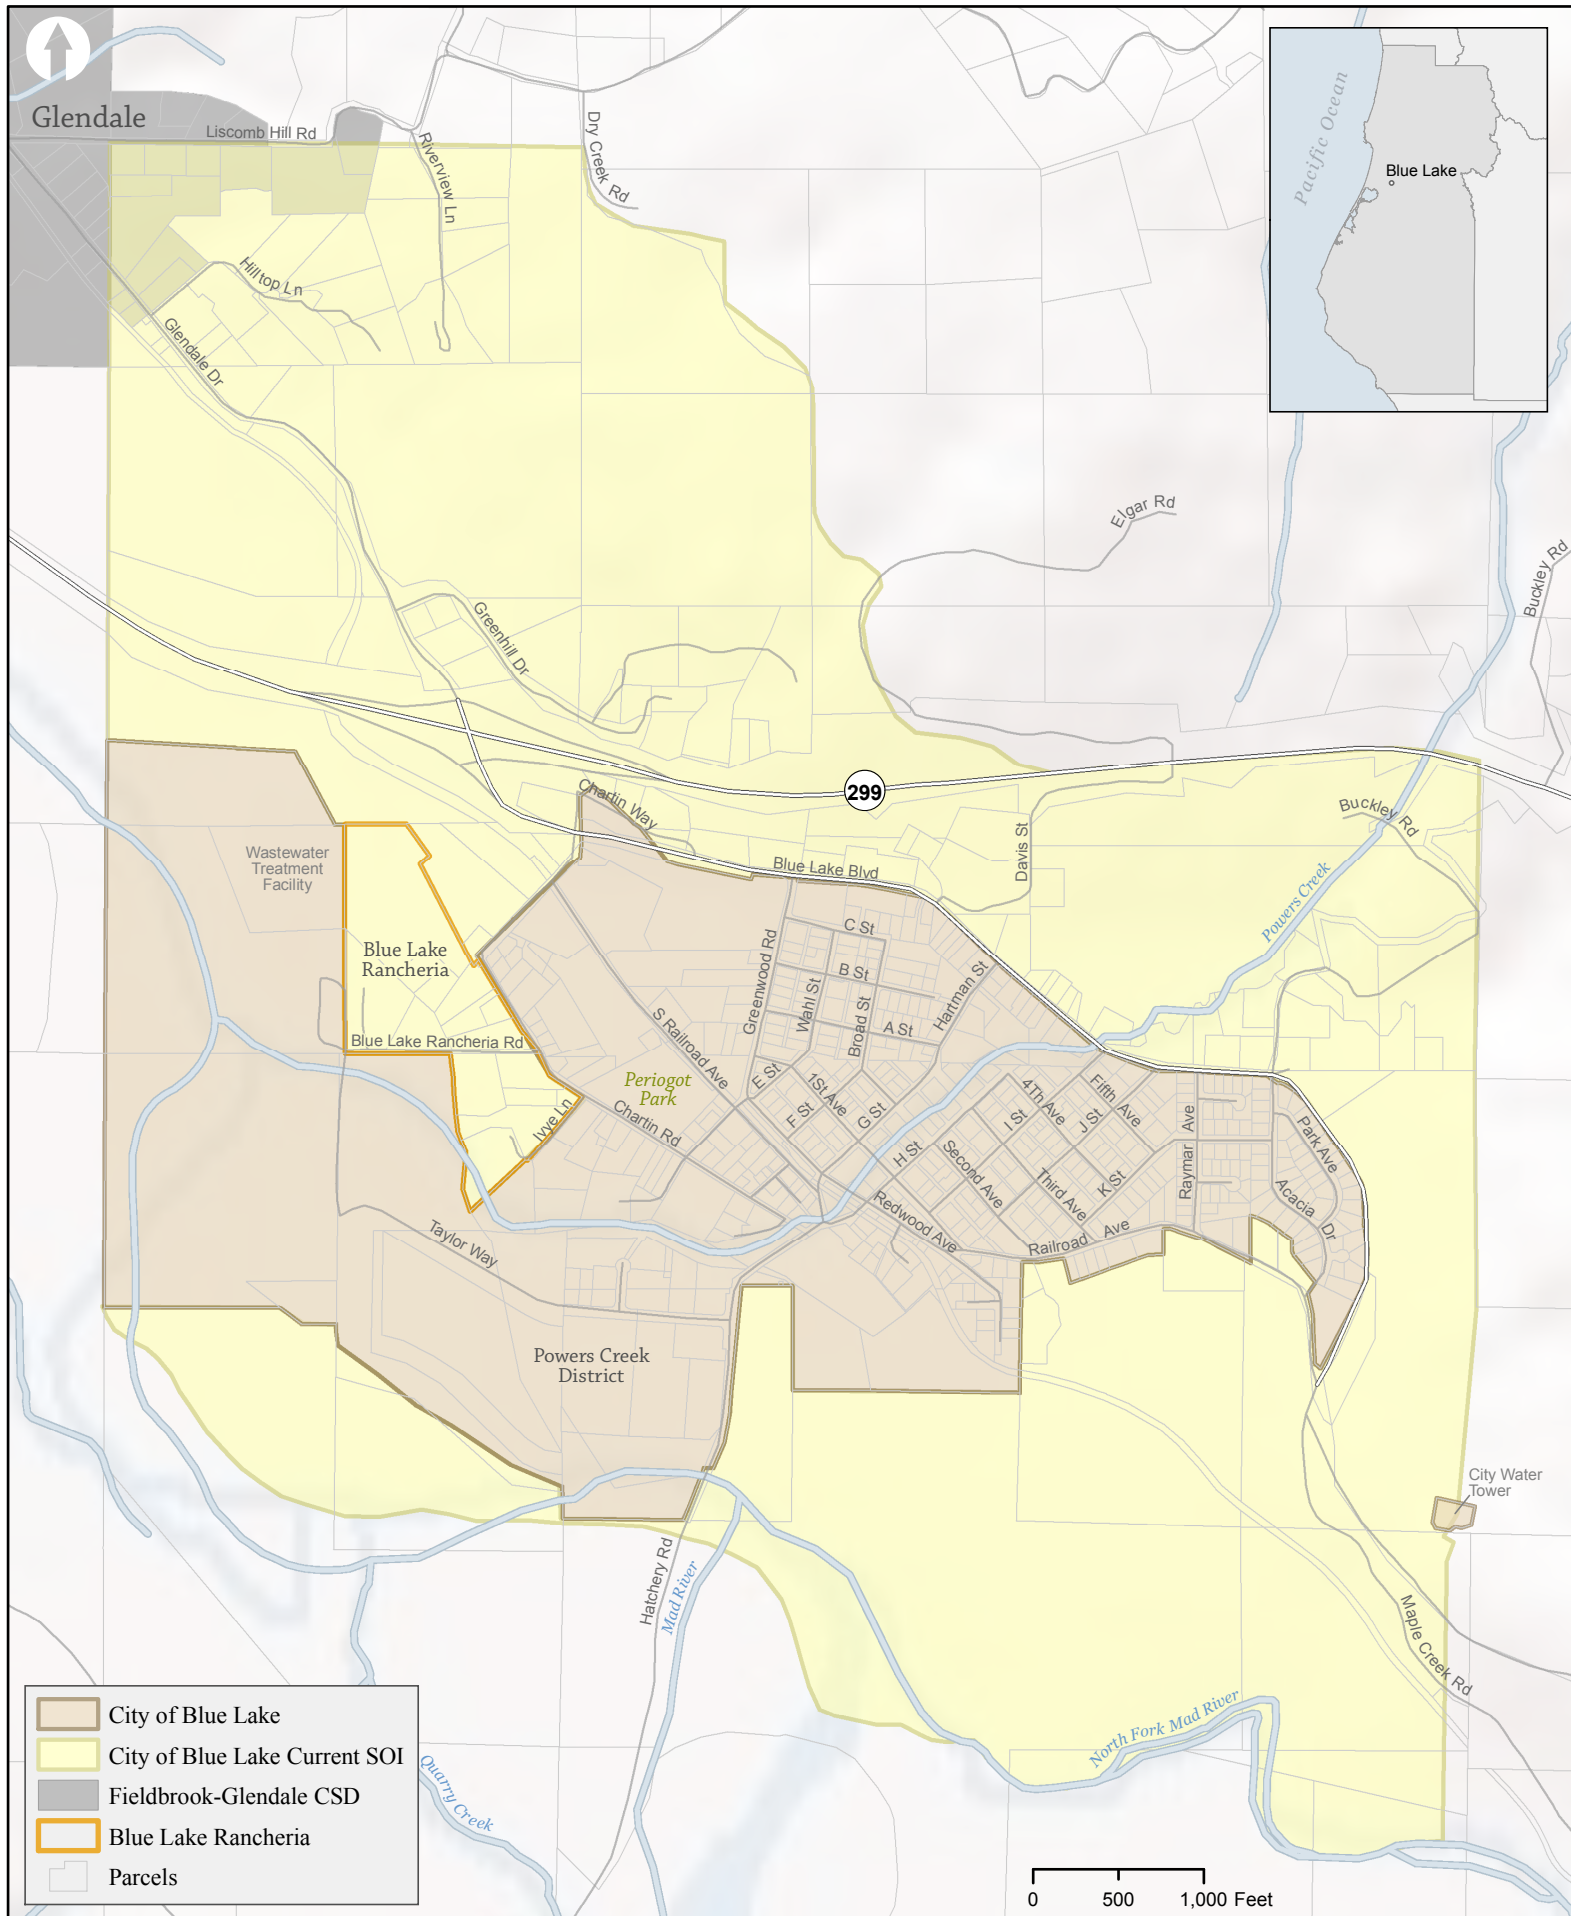 Glendale
Liscomb Hill Rd
Riverview Ln
Dry Creek Rd
Pacific Ocean
Blue Lake
Hilltop Ln
Glendale Dr
Elgar Rd
Buckley Rd
Greenhill Dr
299
Chartin Way
Blue Lake Blvd
Davis St
Buckley Rd
Powers Creek
Wastewater
Treatment
Facility
Blue Lake
Rancheria
Blue Lake Rancheria Rd
C St
B St
A St
Greenwood Rd
Wahl St
Broad St
Hartman St
S Railroad Ave
Periogot
Park
E St
F St
1St Ave
G St
Ivye Ln
Chartin Rd
H St
4Th Ave
Fifth Ave
I St
J St
K St
Second Ave
Third Ave
Raymar Ave
Park Ave
Acacia Dr
Redwood Ave
Railroad Ave
Taylor Way
Powers Creek
District
City Water
Tower
Hatchery Rd
Mad River
Maple Creek Rd
North Fork Mad River
Quarry Creek
City of Blue Lake
City of Blue Lake Current SOI
Fieldbrook-Glendale CSD
Blue Lake Rancheria
Parcels
0 500 1,000 Feet